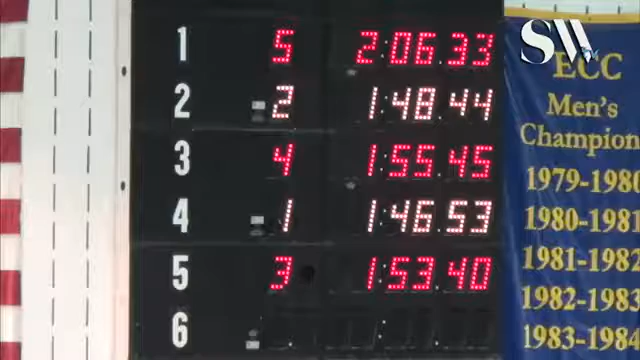 1 5 2:06.33
2 2 1:48.44
3 4 1:55.45
4 1 1:46.53
5 3 1:53.40
6
SW
ECC
Men's
Champion
1979-1980
1980-1981
1981-1982
1982-1983
1983-1984